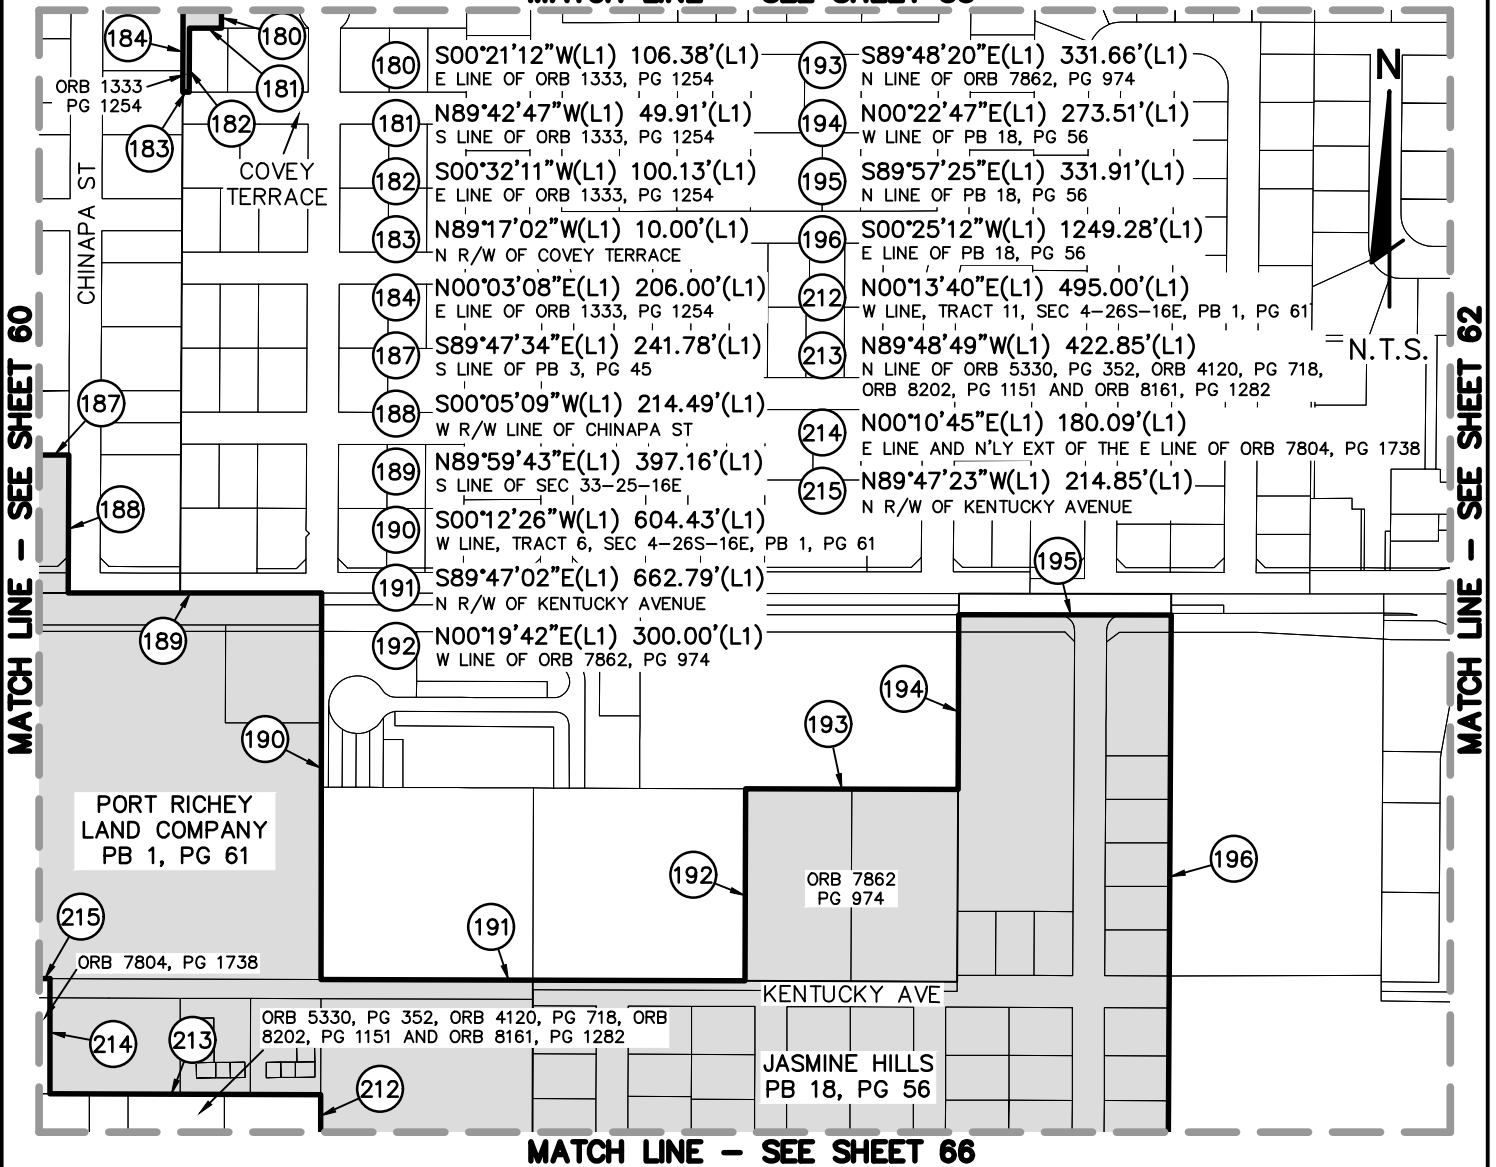 184
180
ORB 1333
PG 1254
181
182
183
COVEY
TERRACE
CHINAPA ST
180 S00°21'12"W(L1) 106.38'(L1)
E LINE OF ORB 1333, PG 1254
181 N89°42'47"W(L1) 49.91'(L1)
S LINE OF ORB 1333, PG 1254
182 S00°32'11"W(L1) 100.13'(L1)
E LINE OF ORB 1333, PG 1254
183 N89°17'02"W(L1) 10.00'(L1)
N R/W OF COVEY TERRACE
184 N00°03'08"E(L1) 206.00'(L1)
E LINE OF ORB 1333, PG 1254
187 S89°47'34"E(L1) 241.78'(L1)
S LINE OF PB 3, PG 45
188 S00°05'09"W(L1) 214.49'(L1)
W R/W LINE OF CHINAPA ST
189 N89°59'43"E(L1) 397.16'(L1)
S LINE OF SEC 33-25-16E
190 S00°12'26"W(L1) 604.43'(L1)
W LINE, TRACT 6, SEC 4-26S-16E, PB 1, PG 61
191 S89°47'02"E(L1) 662.79'(L1)
N R/W OF KENTUCKY AVENUE
192 N00°19'42"E(L1) 300.00'(L1)
W LINE OF ORB 7862, PG 974
193 S89°48'20"E(L1) 331.66'(L1)
N LINE OF ORB 7862, PG 974
194 N00°22'47"E(L1) 273.51'(L1)
W LINE OF PB 18, PG 56
195 S89°57'25"E(L1) 331.91'(L1)
N LINE OF PB 18, PG 56
196 S00°25'12"W(L1) 1249.28'(L1)
E LINE OF PB 18, PG 56
212 N00°13'40"E(L1) 495.00'(L1)
W LINE, TRACT 11, SEC 4-26S-16E, PB 1, PG 61
213 N89°48'49"W(L1) 422.85'(L1)
N LINE OF ORB 5330, PG 352, ORB 4120, PG 718,
ORB 8202, PG 1151 AND ORB 8161, PG 1282
214 N00°10'45"E(L1) 180.09'(L1)
E LINE AND N'LY EXT OF THE E LINE OF ORB 7804, PG 1738
215 N89°47'23"W(L1) 214.85'(L1)
N R/W OF KENTUCKY AVENUE
N
N.T.S.
MATCH LINE - SEE SHEET 60
MATCH LINE - SEE SHEET 62
187
188
189
190
195
194
193
192
196
191
PORT RICHEY
LAND COMPANY
PB 1, PG 61
ORB 7862
PG 974
215
ORB 7804, PG 1738
KENTUCKY AVE
214
213
ORB 5330, PG 352, ORB 4120, PG 718, ORB
8202, PG 1151 AND ORB 8161, PG 1282
212
JASMINE HILLS
PB 18, PG 56
MATCH LINE - SEE SHEET 66